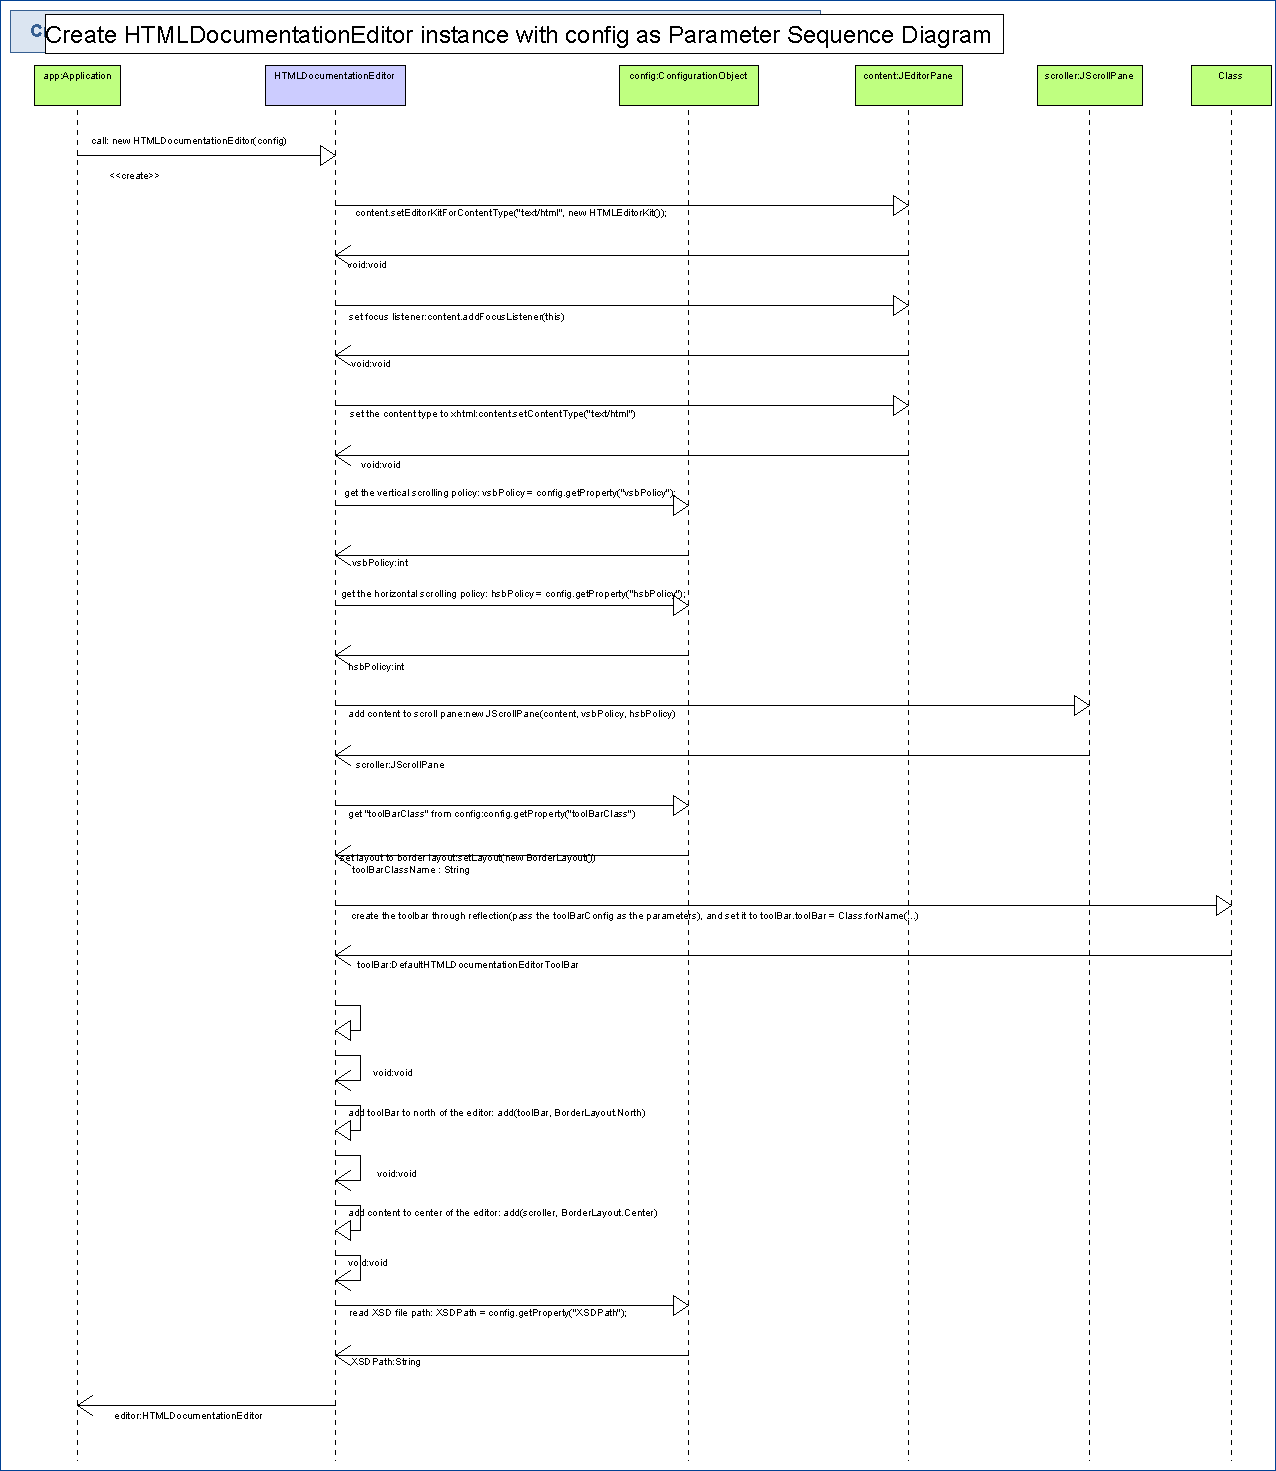 Create HTMLDocumentationEditor instance with config as Parameter Sequence Diagram
app:Application
HTMLDocumentationEditor
config:ConfigurationObject
content:JEditorPane
scroller:JScrollPane
Class
call: new HTMLDocumentationEditor(config)
<<create>>
content.setEditorKitForContentType("text/html", new HTMLEditorKit());
void:void
set focus listener:content.addFocusListener(this)
void:void
set the content type to xhtml:content.setContentType("text/html")
void:void
get the vertical scrolling policy: vsbPolicy = config.getProperty("vsbPolicy");
vsbPolicy:int
get the horizontal scrolling policy: hsbPolicy = config.getProperty("hsbPolicy");
hsbPolicy:int
add content to scroll pane:new JScrollPane(content, vsbPolicy, hsbPolicy)
scroller:JScrollPane
get "toolBarClass" from config:config.getProperty("toolBarClass")
set layout to border layout:setLayout(new BorderLayout())
toolBarClassName : String
create the toolbar through reflection(pass the toolBarConfig as the parameters), and set it to toolBar.toolBar = Class.forName(...)
toolBar:DefaultHTMLDocumentationEditorToolBar
void:void
add toolBar to north of the editor: add(toolBar, BorderLayout.North)
void:void
add content to center of the editor: add(scroller, BorderLayout.Center)
void:void
read XSD file path: XSDPath = config.getProperty("XSDPath");
XSDPath:String
editor:HTMLDocumentationEditor